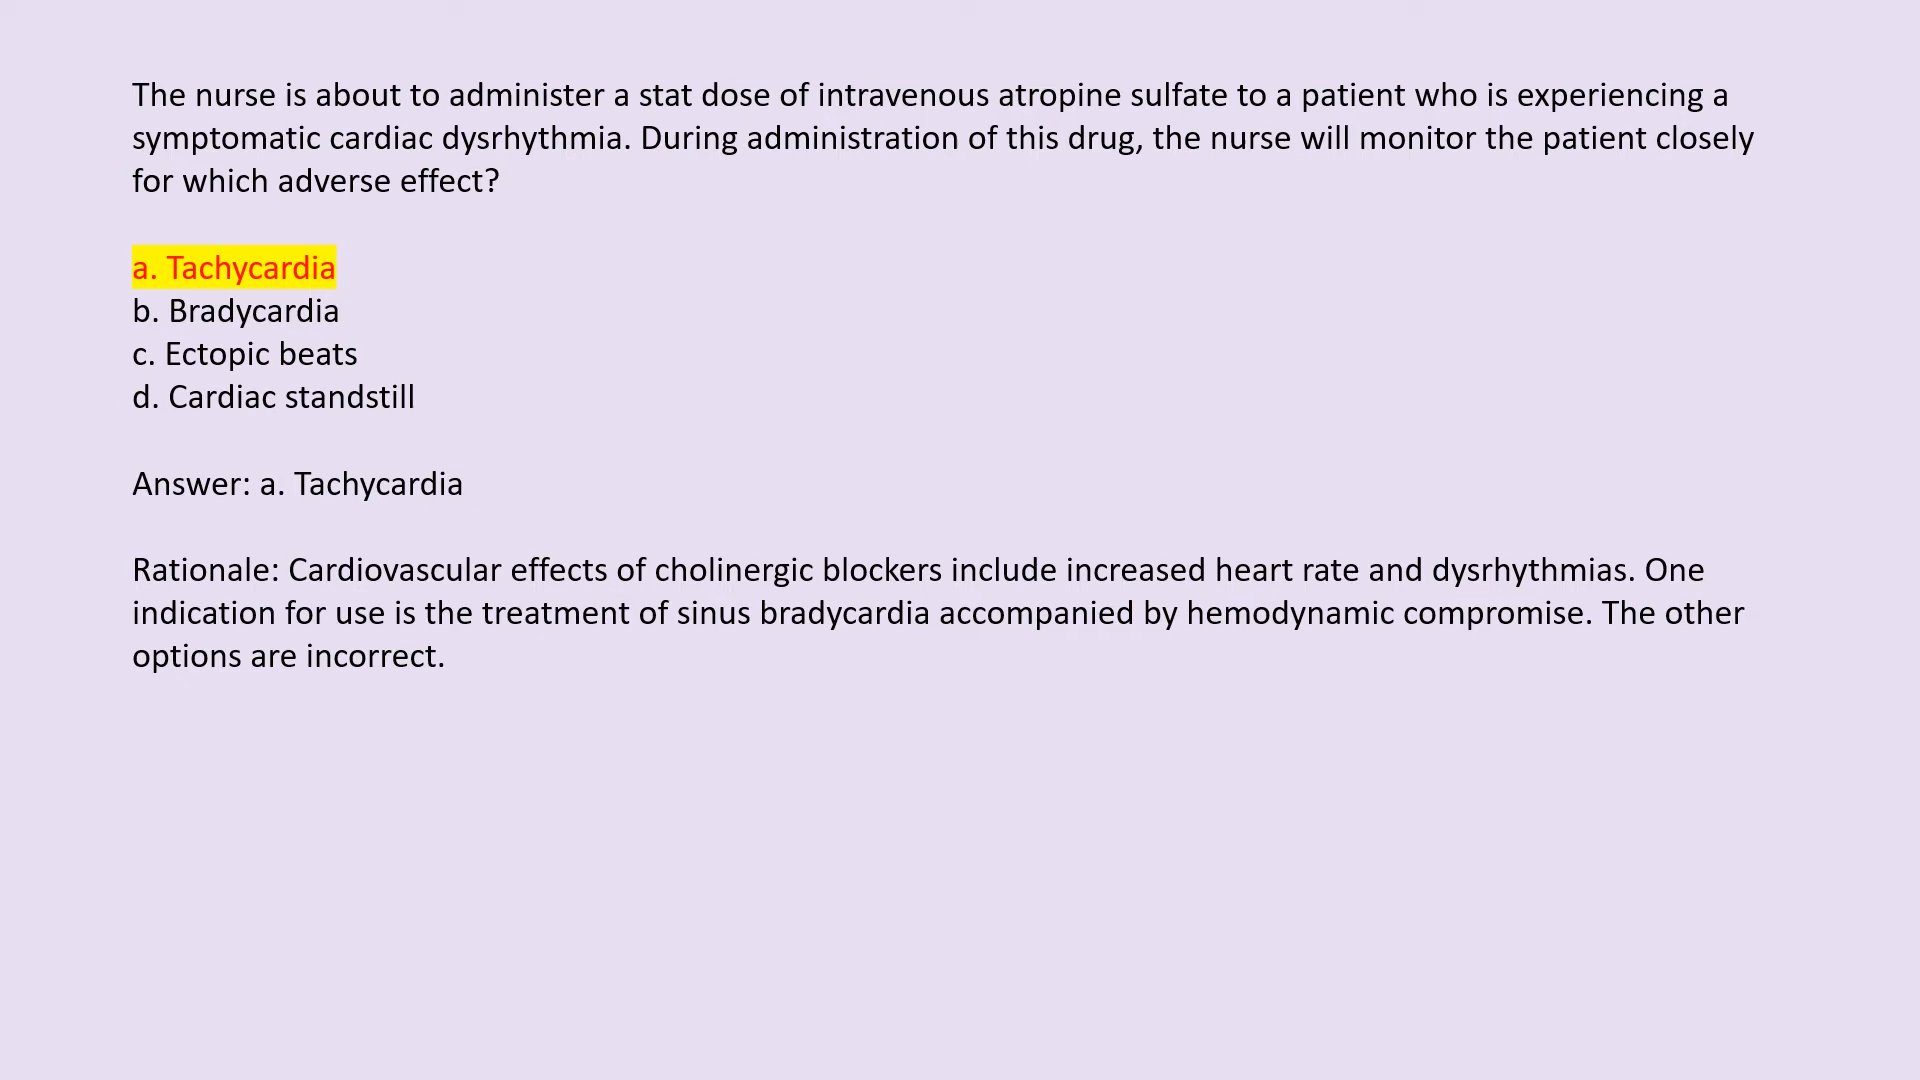 The nurse is about to administer a stat dose of intravenous atropine sulfate to a patient who is experiencing a
symptomatic cardiac dysrhythmia. During administration of this drug, the nurse will monitor the patient closely
for which adverse effect?
a. Tachycardia
b. Bradycardia
c. Ectopic beats
d. Cardiac standstill
Answer: a. Tachycardia
Rationale: Cardiovascular effects of cholinergic blockers include increased heart rate and dysrhythmias. One
indication for use is the treatment of sinus bradycardia accompanied by hemodynamic compromise. The other
options are incorrect.